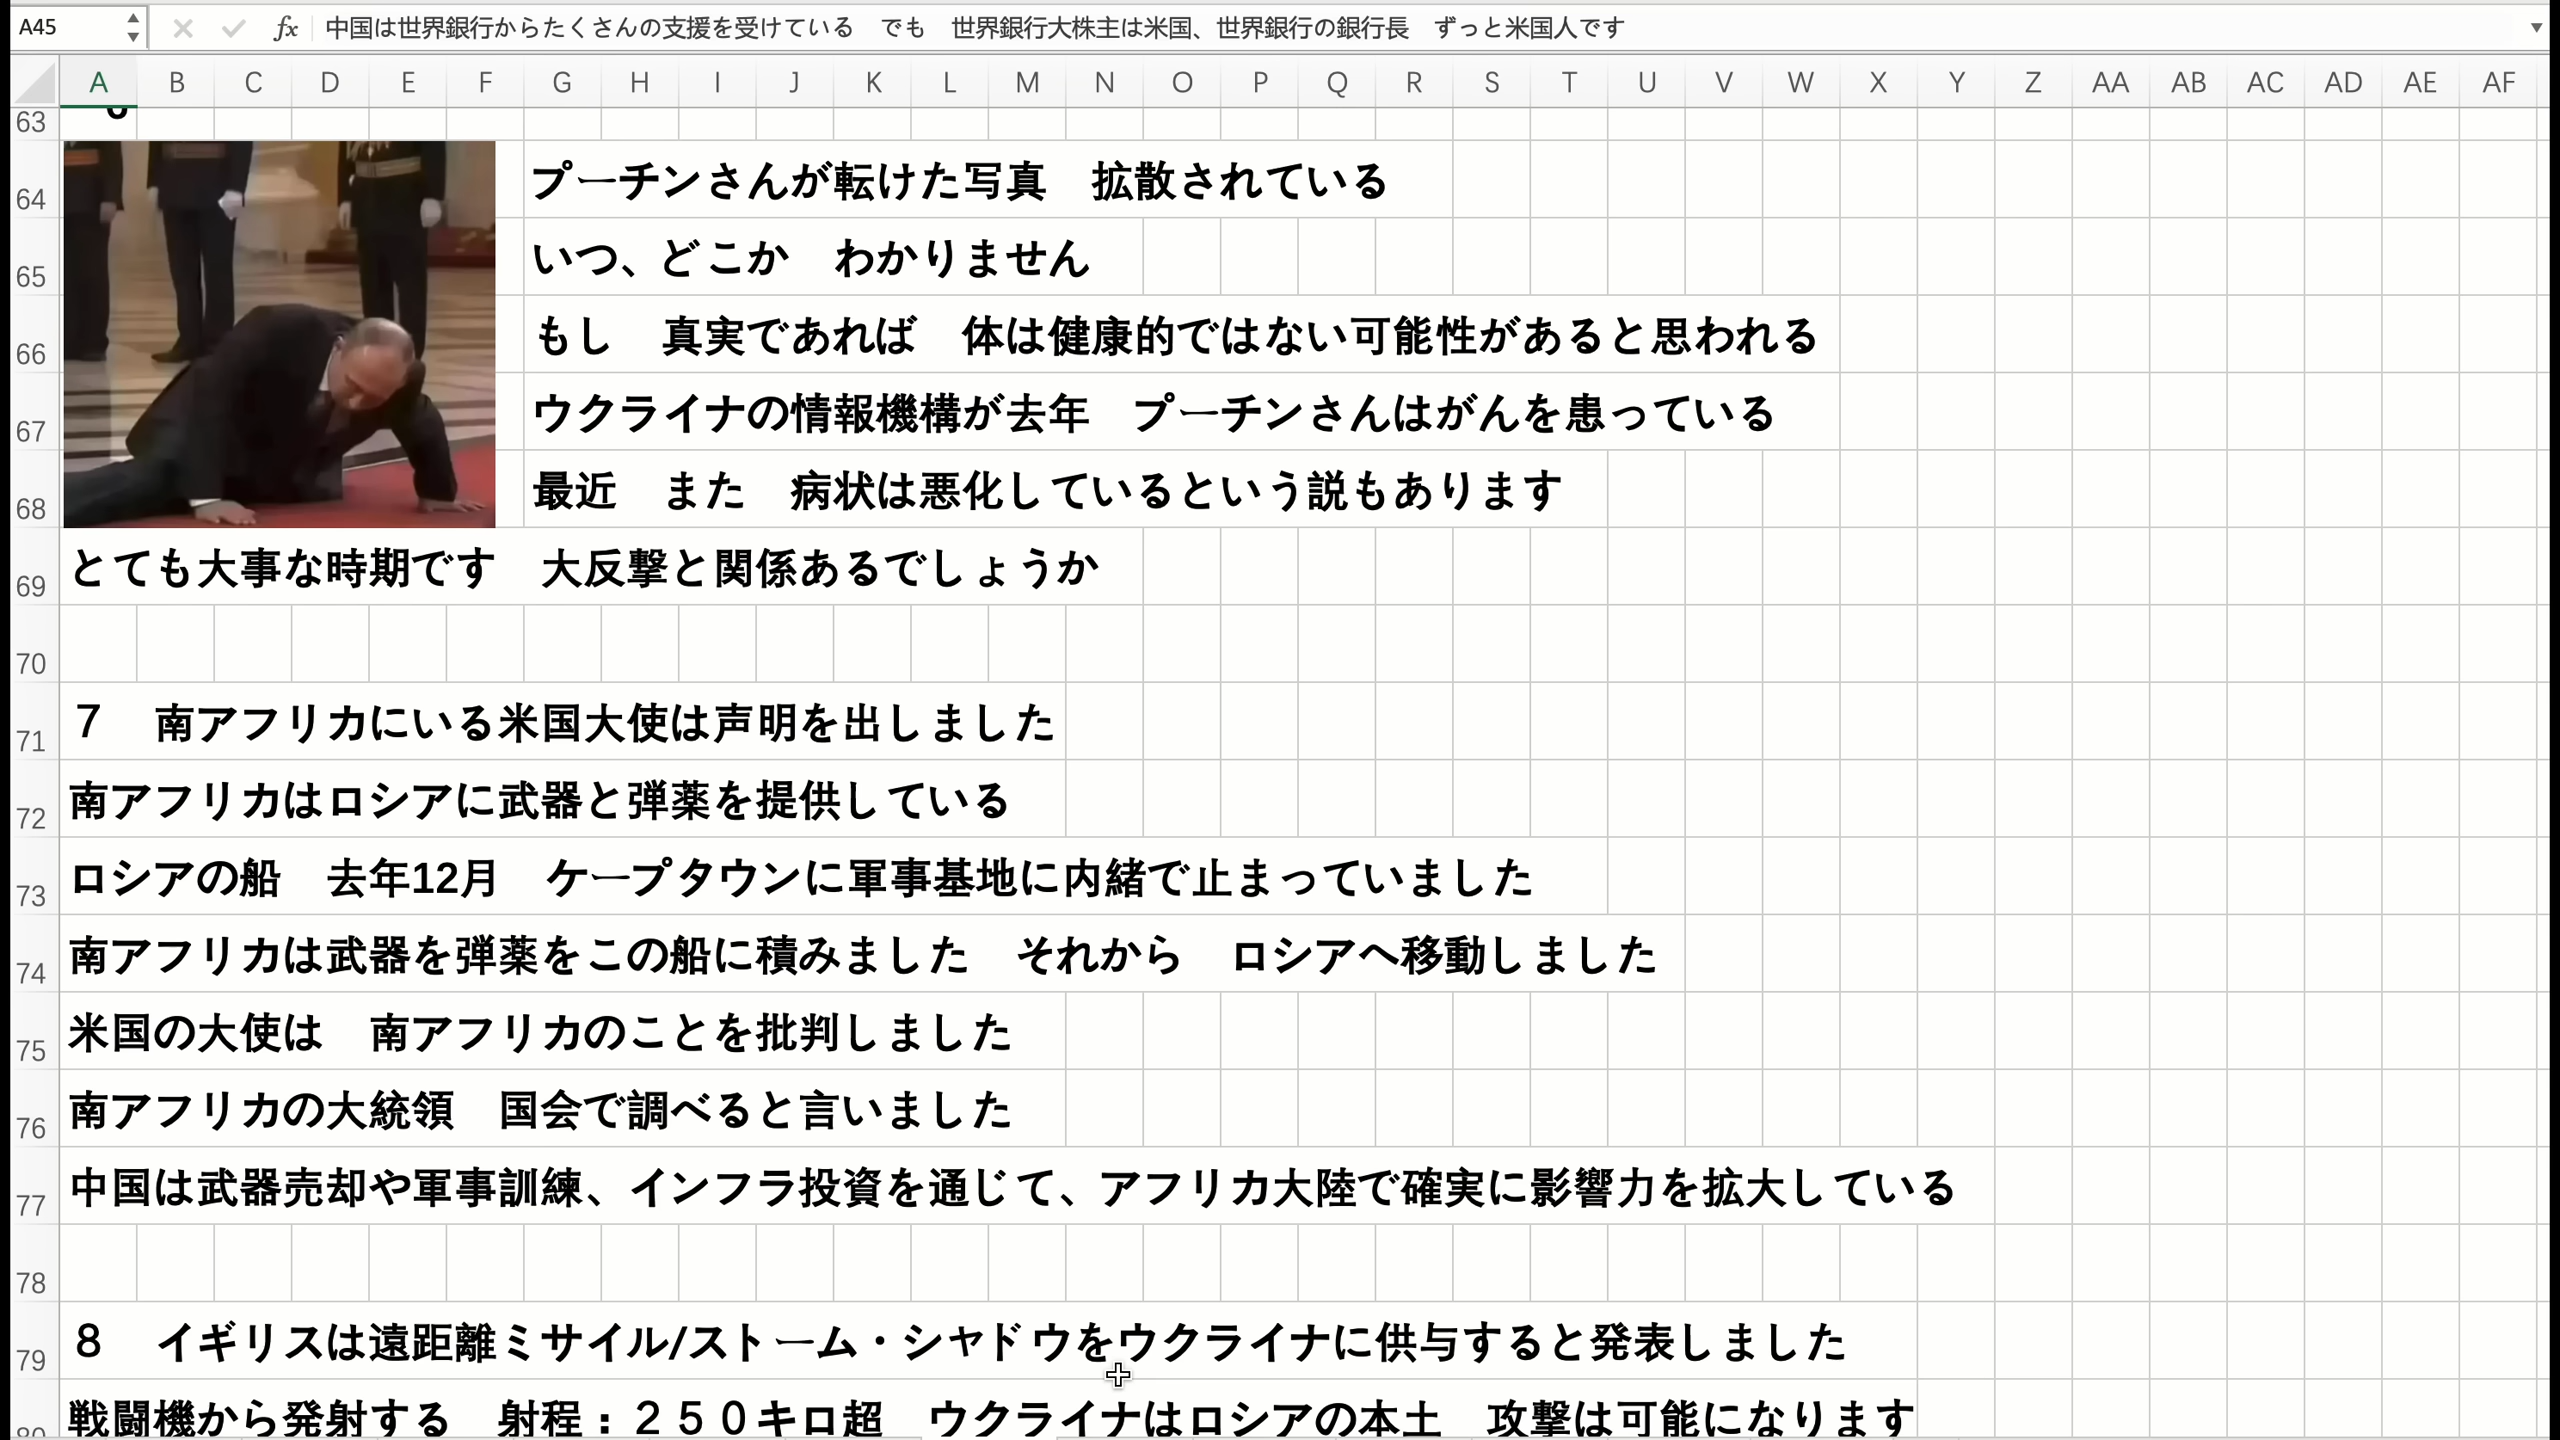 A45 fx 中国は世界銀行からたくさんの支援を受けている　でも　世界銀行大株主は米国、世界銀行の銀行長　ずっと米国人です
A B C D E F G H I J K L M N O P Q R S T U V W X Y Z AA AB AC AD AE AF
63
64 プーチンさんが転けた写真　拡散されている
65 いつ、どこか　わかりません
66 もし　真実であれば　体は健康的ではない可能性があると思われる
67 ウクライナの情報機構が去年　プーチンさんはがんを患っている
68 最近　また　病状は悪化しているという説もあります
69 とても大事な時期です　大反撃と関係あるでしょうか
70
71 ７　南アフリカにいる米国大使は声明を出しました
72 南アフリカはロシアに武器と弾薬を提供している
73 ロシアの船　去年12月　ケープタウンに軍事基地に内緒で止まっていました
74 南アフリカは武器を弾薬をこの船に積みました　それから　ロシアへ移動しました
75 米国の大使は　南アフリカのことを批判しました
76 南アフリカの大統領　国会で調べると言いました
77 中国は武器売却や軍事訓練、インフラ投資を通じて、アフリカ大陸で確実に影響力を拡大している
78
79 ８　イギリスは遠距離ミサイル/ストーム・シャドウをウクライナに供与すると発表しました
80 戦闘機から発射する　射程：２５０キロ超　ウクライナはロシアの本土　攻撃は可能になります